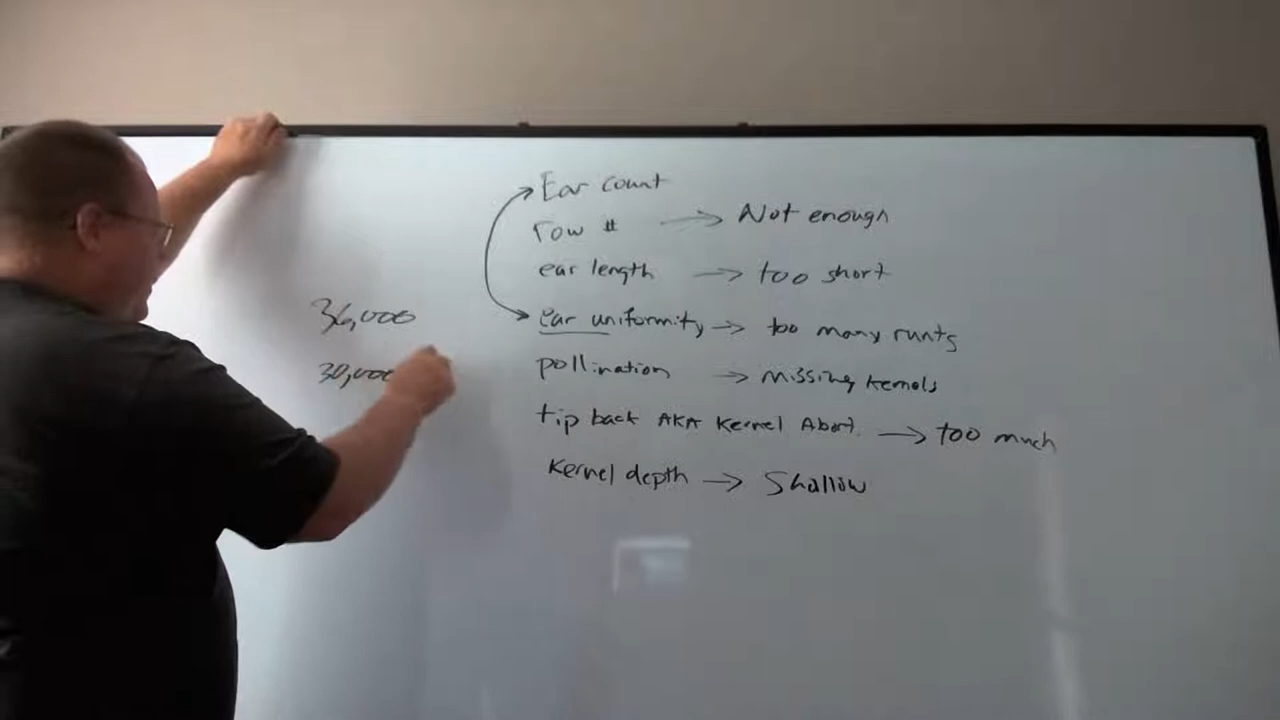 Ear count
row # → Not enough
ear length → too short
36,000
ear uniformity → too many runts
30,000
pollination → missing kernels
tip back AKA Kernel Abort. → too much
Kernel depth → Shallow